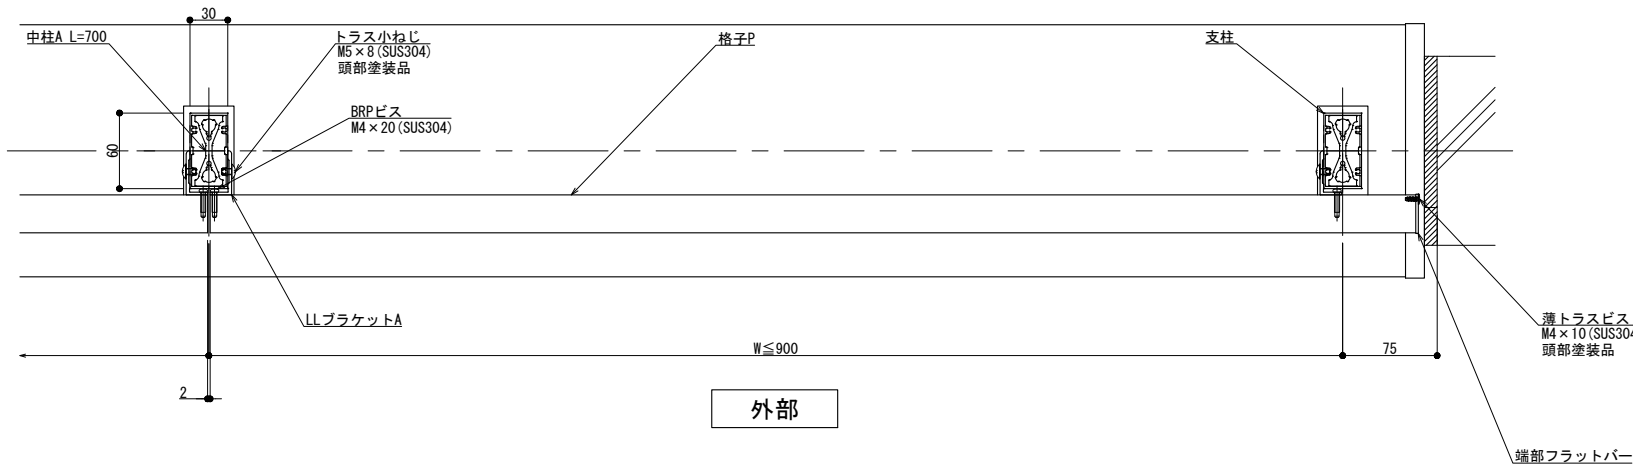 30
中柱A L=700
トラス小ねじ
M5×8(SUS304)
頭部塗装品
格子P
支柱
BRPビス
M4×20(SUS304)
60
LLブラケットA
薄トラスビス
M4×10(SUS304
頭部塗装品
W≦900
75
2
外部
端部フラットバー